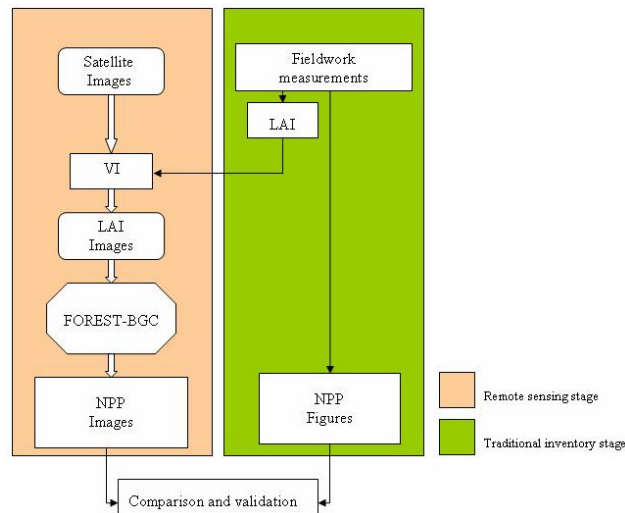 Satellite
Images
VI
LAI
Images
FOREST-BGC
NPP
Images
Fieldwork
measurements
LAI
NPP
Figures
Comparison and validation
Remote sensing stage
Traditional inventory stage